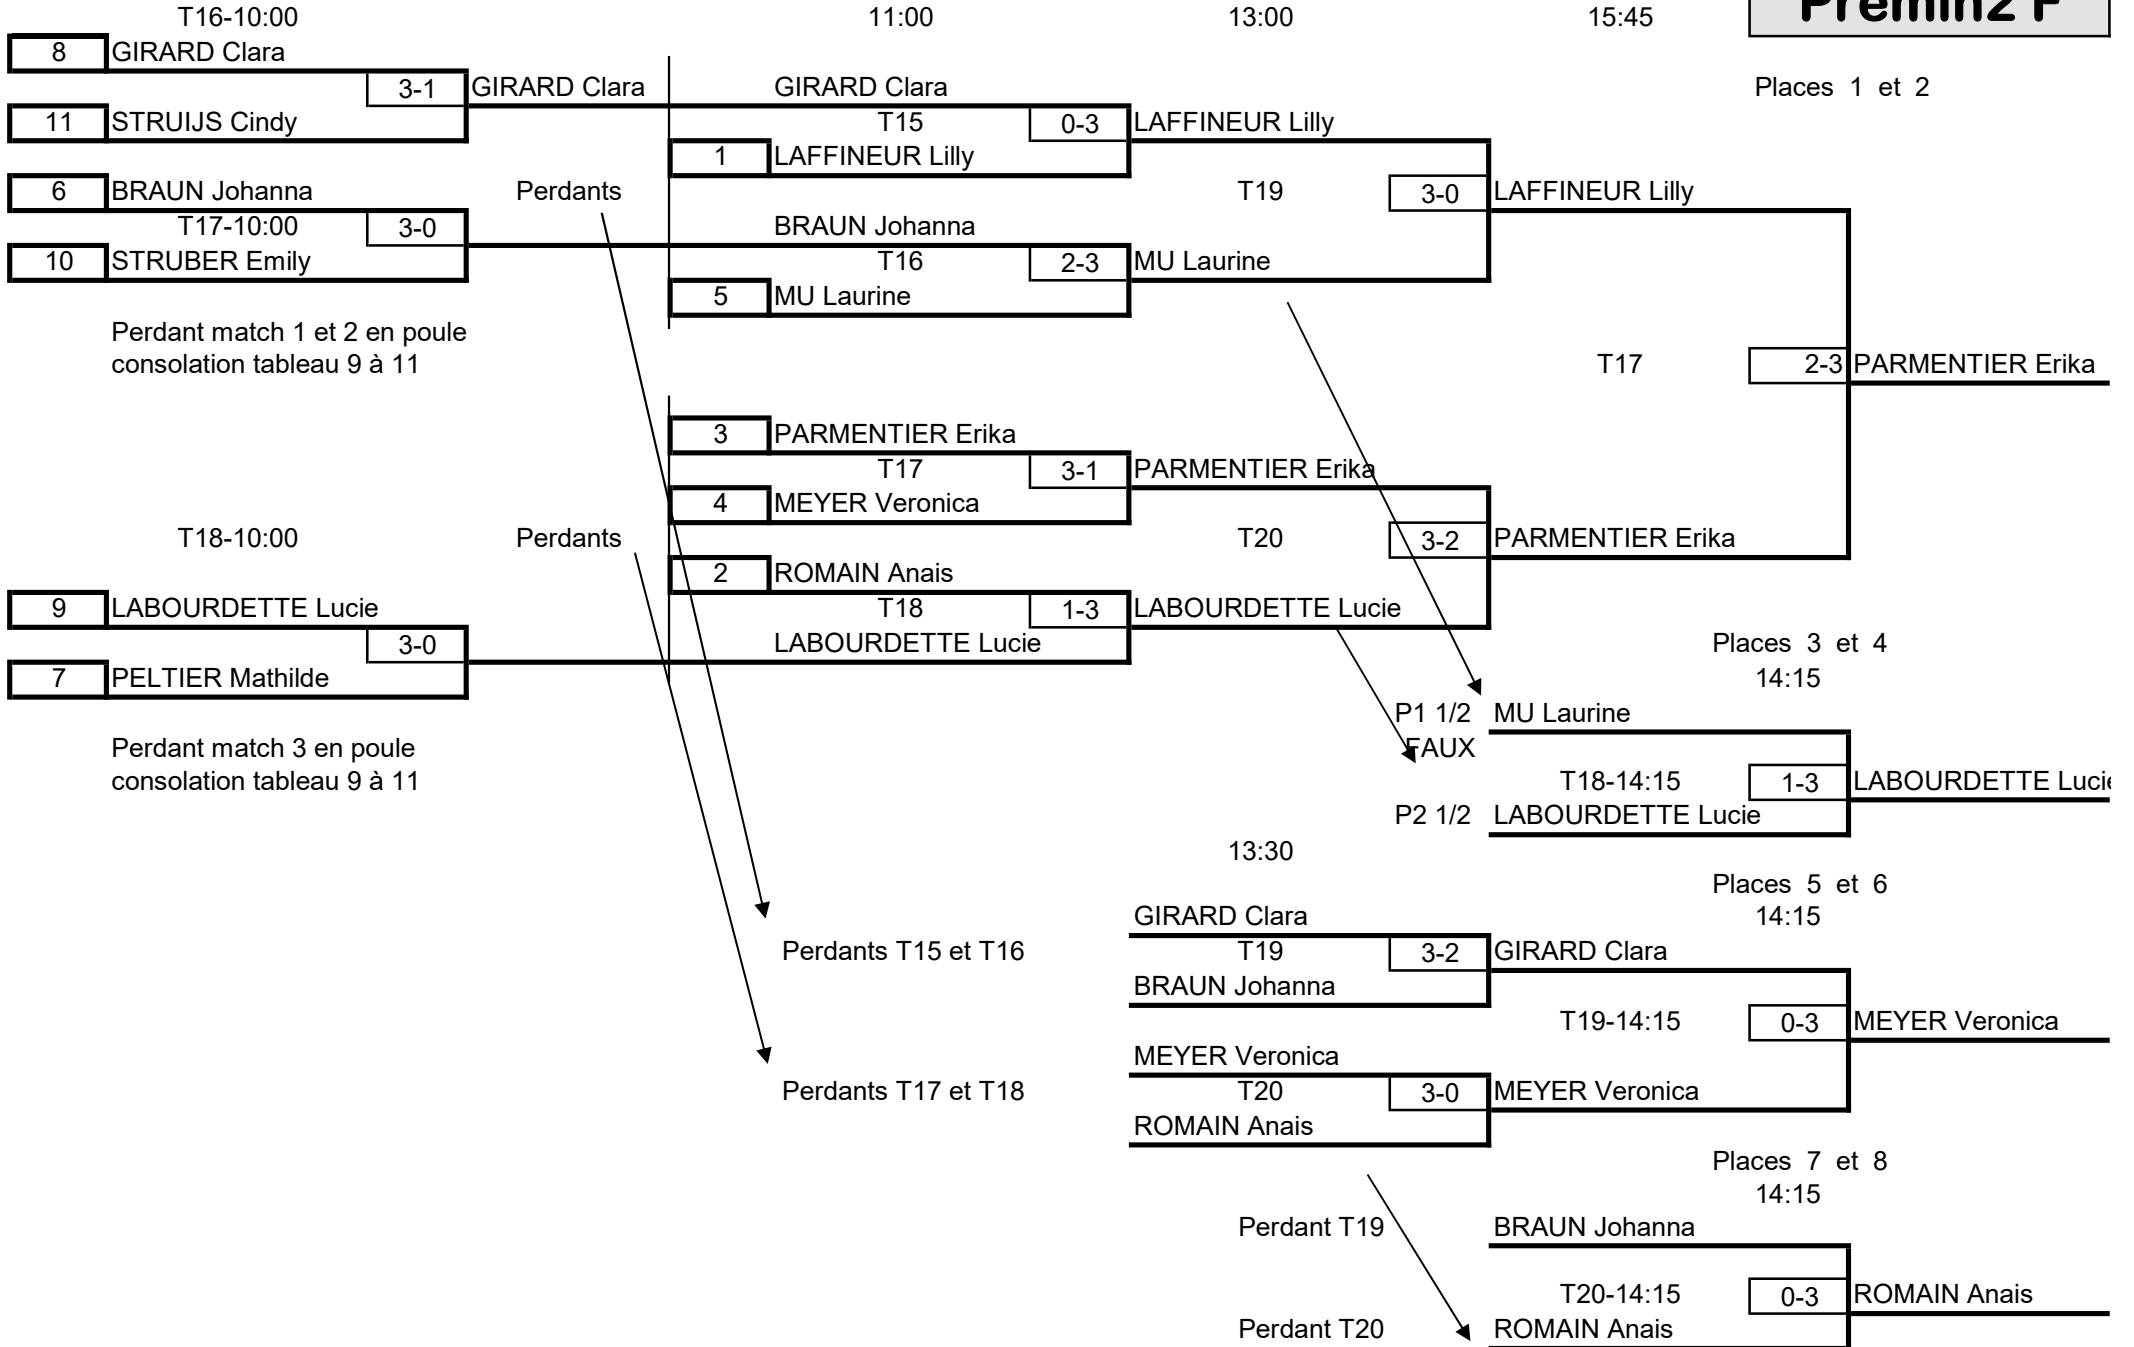 T16-10:00 11:00 13:00 15:45 Premin2 F
8 GIRARD Clara
3-1 GIRARD Clara GIRARD Clara Places 1 et 2
11 STRUIJS Cindy T15 0-3 LAFFINEUR Lilly
1 LAFFINEUR Lilly
6 BRAUN Johanna Perdants T19 3-0 LAFFINEUR Lilly
T17-10:00 3-0 BRAUN Johanna
10 STRUBER Emily T16 2-3 MU Laurine
5 MU Laurine
Perdant match 1 et 2 en poule
consolation tableau 9 à 11 T17 2-3 PARMENTIER Erika
3 PARMENTIER Erika
T17 3-1 PARMENTIER Erika
4 MEYER Veronica
T18-10:00 Perdants T20 3-2 PARMENTIER Erika
2 ROMAIN Anais
9 LABOURDETTE Lucie T18 1-3 LABOURDETTE Lucie
3-0 LABOURDETTE Lucie Places 3 et 4
7 PELTIER Mathilde 14:15
P1 1/2 MU Laurine
Perdant match 3 en poule FAUX
consolation tableau 9 à 11 T18-14:15 1-3 LABOURDETTE Lucie
P2 1/2 LABOURDETTE Lucie
13:30
Places 5 et 6
GIRARD Clara 14:15
Perdants T15 et T16 T19 3-2 GIRARD Clara
BRAUN Johanna
T19-14:15 0-3 MEYER Veronica
MEYER Veronica
Perdants T17 et T18 T20 3-0 MEYER Veronica
ROMAIN Anais
Places 7 et 8
14:15
Perdant T19 BRAUN Johanna
T20-14:15 0-3 ROMAIN Anais
Perdant T20 ROMAIN Anais